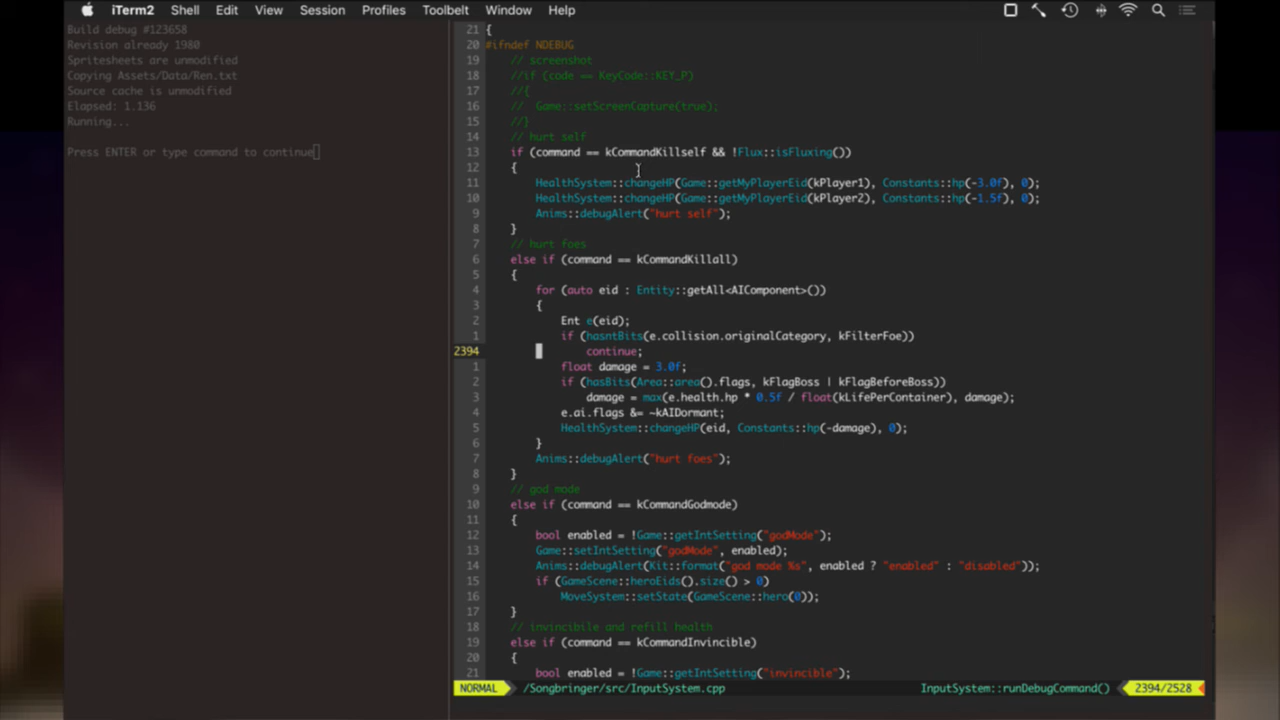 iTerm2 Shell Edit View Session Profiles Toolbelt Window Help
Build debug #123658
Revision already 1980
Spritesheets are unmodified
Copying Assets/Data/Ren.txt
Source cache is unmodified
Elapsed: 1.136
Running...
Press ENTER or type command to continue
21 {
20 #ifndef NDEBUG
19 // screenshot
18 //if (code == KeyCode::KEY_P)
17 //{
16 // Game::setScreenCapture(true);
15 //}
14 // hurt self
13 if (command == kCommandKillself && !Flux::isFluxing())
12 {
11 HealthSystem::changeHP(Game::getMyPlayerEid(kPlayer1), Constants::hp(-3.0f), 0);
10 HealthSystem::changeHP(Game::getMyPlayerEid(kPlayer2), Constants::hp(-1.5f), 0);
9 Anims::debugAlert("hurt self");
8 }
7 // hurt foes
6 else if (command == kCommandKillall)
5 {
4 for (auto eid : Entity::getAll<AIComponent>())
3 {
2 Ent e(eid);
1 if (hasntBits(e.collision.originalCategory, kFilterFoe))
2394 continue;
1 float damage = 3.0f;
2 if (hasBits(Area::area().flags, kFlagBoss | kFlagBeforeBoss))
3 damage = max(e.health.hp * 0.5f / float(kLifePerContainer), damage);
4 e.ai.flags &= ~kAIDormant;
5 HealthSystem::changeHP(eid, Constants::hp(-damage), 0);
6 }
7 Anims::debugAlert("hurt foes");
8 }
9 // god mode
10 else if (command == kCommandGodmode)
11 {
12 bool enabled = !Game::getIntSetting("godMode");
13 Game::setIntSetting("godMode", enabled);
14 Anims::debugAlert(Kit::format("god mode %s", enabled ? "enabled" : "disabled"));
15 if (GameScene::heroEids().size() > 0)
16 MoveSystem::setState(GameScene::hero(0));
17 }
18 // invincibile and refill health
19 else if (command == kCommandInvincible)
20 {
21 bool enabled = !Game::getIntSetting("invincible");
NORMAL /Songbringer/src/InputSystem.cpp InputSystem::runDebugCommand() 2394/2528